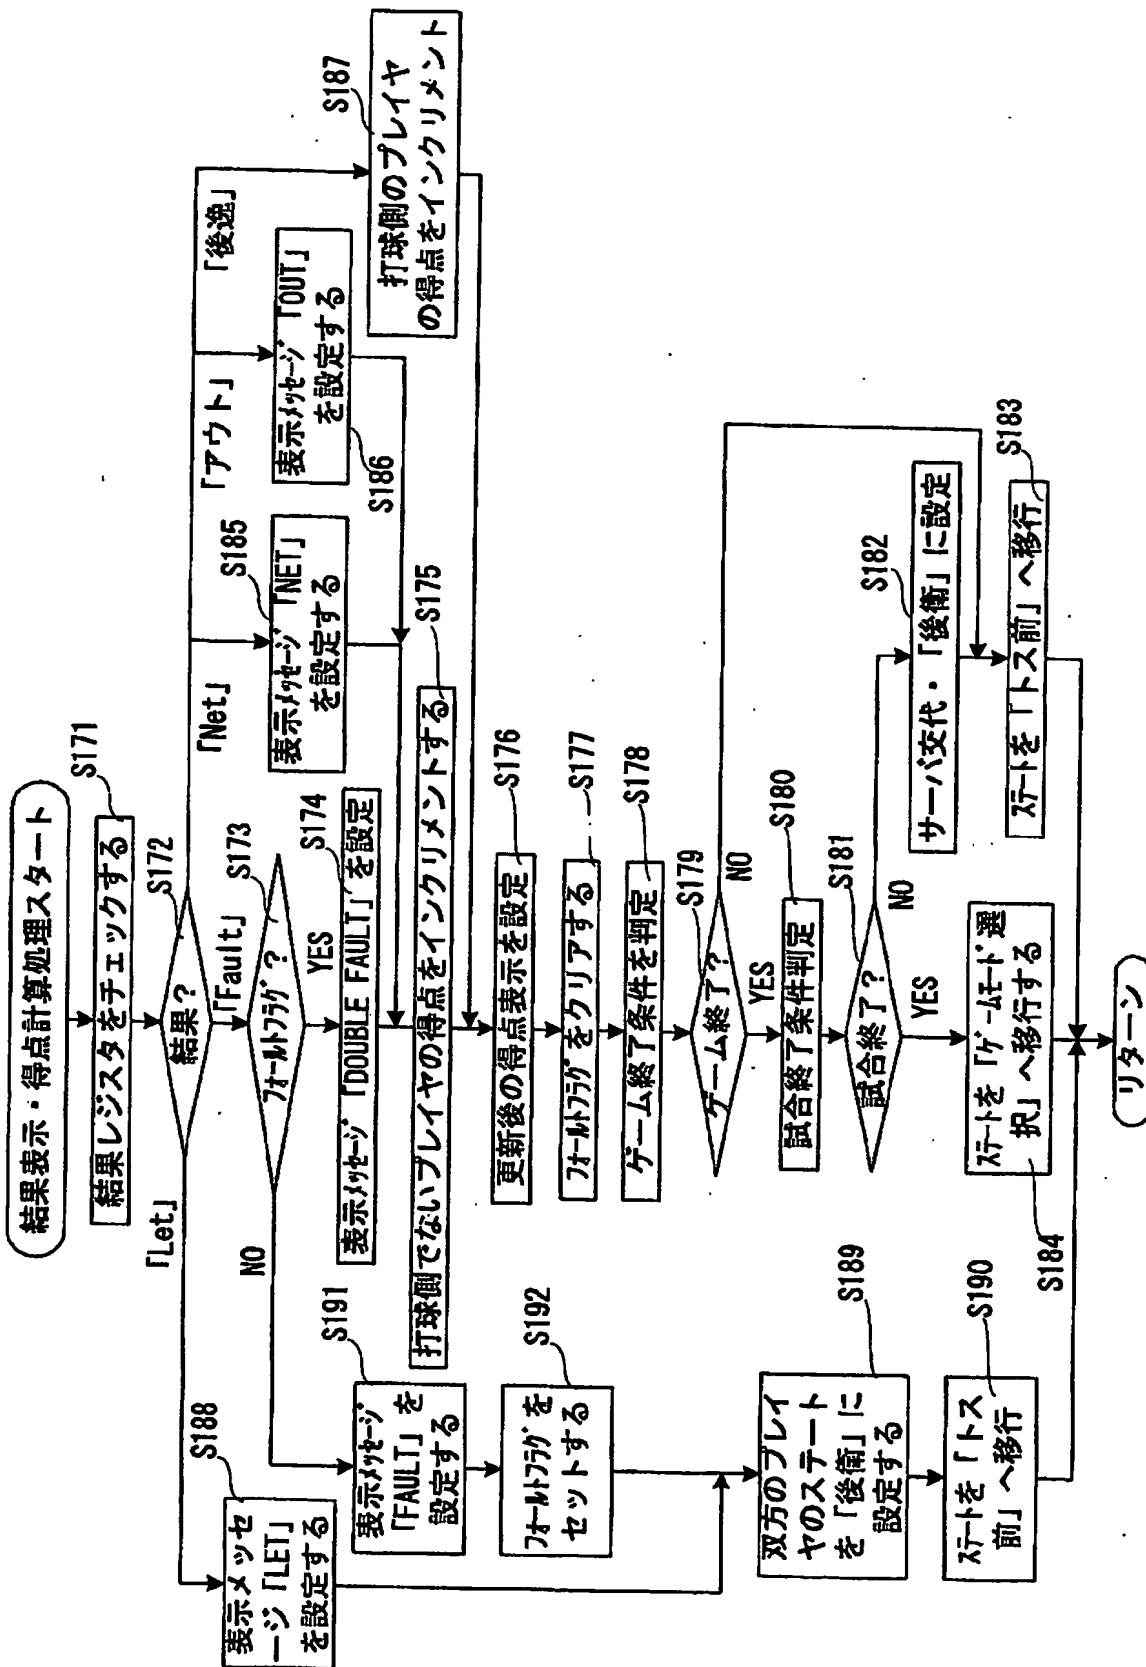 結果表示・得点計算処理スタート
結果レジスタをチェックする
S171
結果?
S172
「Let」
「Fault」
「Net」
「アウト」
「後逸」
フォールトフラグ?
S173
NO
YES
表示メッセージ「DOUBLE FAULT」を設定
S174
表示メッセージ「NET」
を設定する
S185
表示メッセージ「OUT」
を設定する
S186
打球側のプレイヤ
の得点をインクリメント
S187
表示メッセ
ージ「LET」
を設定する
S188
表示メッセージ
「FAULT」を
設定する
S191
打球側でないプレイヤの得点をインクリメントする
S175
フォールトフラグを
セットする
S192
更新後の得点表示を設定
S176
フォールトフラグをクリアする
S177
ゲーム終了条件を判定
S178
ゲーム終了?
S179
NO
YES
試合終了条件判定
S180
試合終了?
S181
NO
YES
双方のプレイ
ヤのステート
を「後衛」に
設定する
S189
サーバ交代・「後衛」に設定
S182
ステートを「トス
前」へ移行
S190
ステートを「ゲームモード選
択」へ移行する
S184
ステートを「トス前」へ移行
S183
リターン